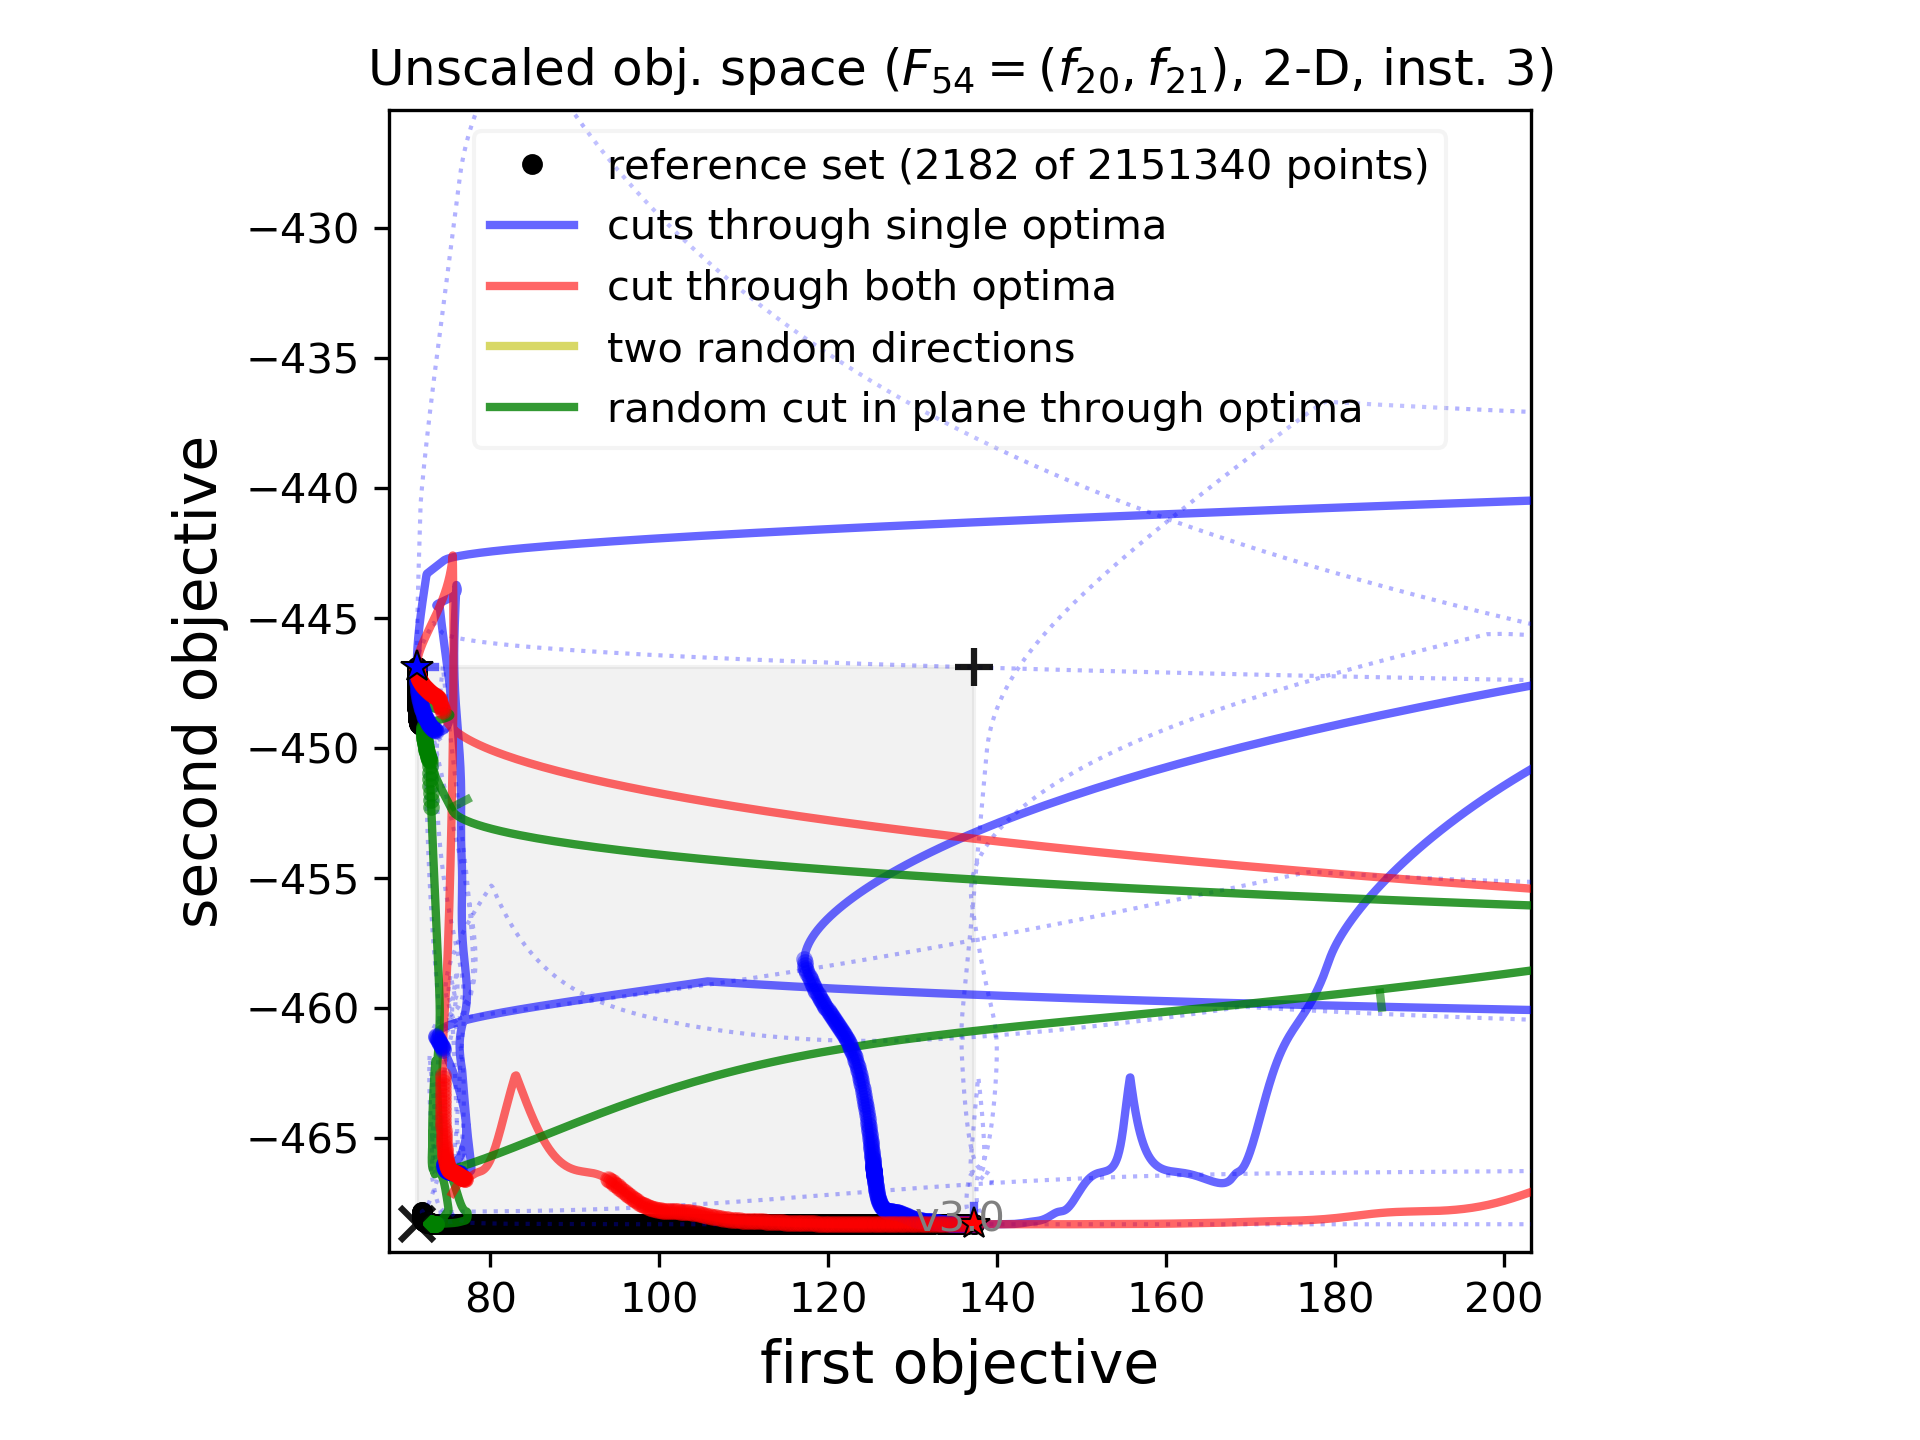 Unscaled obj. space (F₅₄ = (f₂₀, f₂₁), 2-D, inst. 3)
reference set (2182 of 2151340 points)
cuts through single optima
cut through both optima
two random directions
random cut in plane through optima
second objective
−430
−435
−440
−445
−450
−455
−460
−465
v3.0
80 100 120 140 160 180 200
first objective